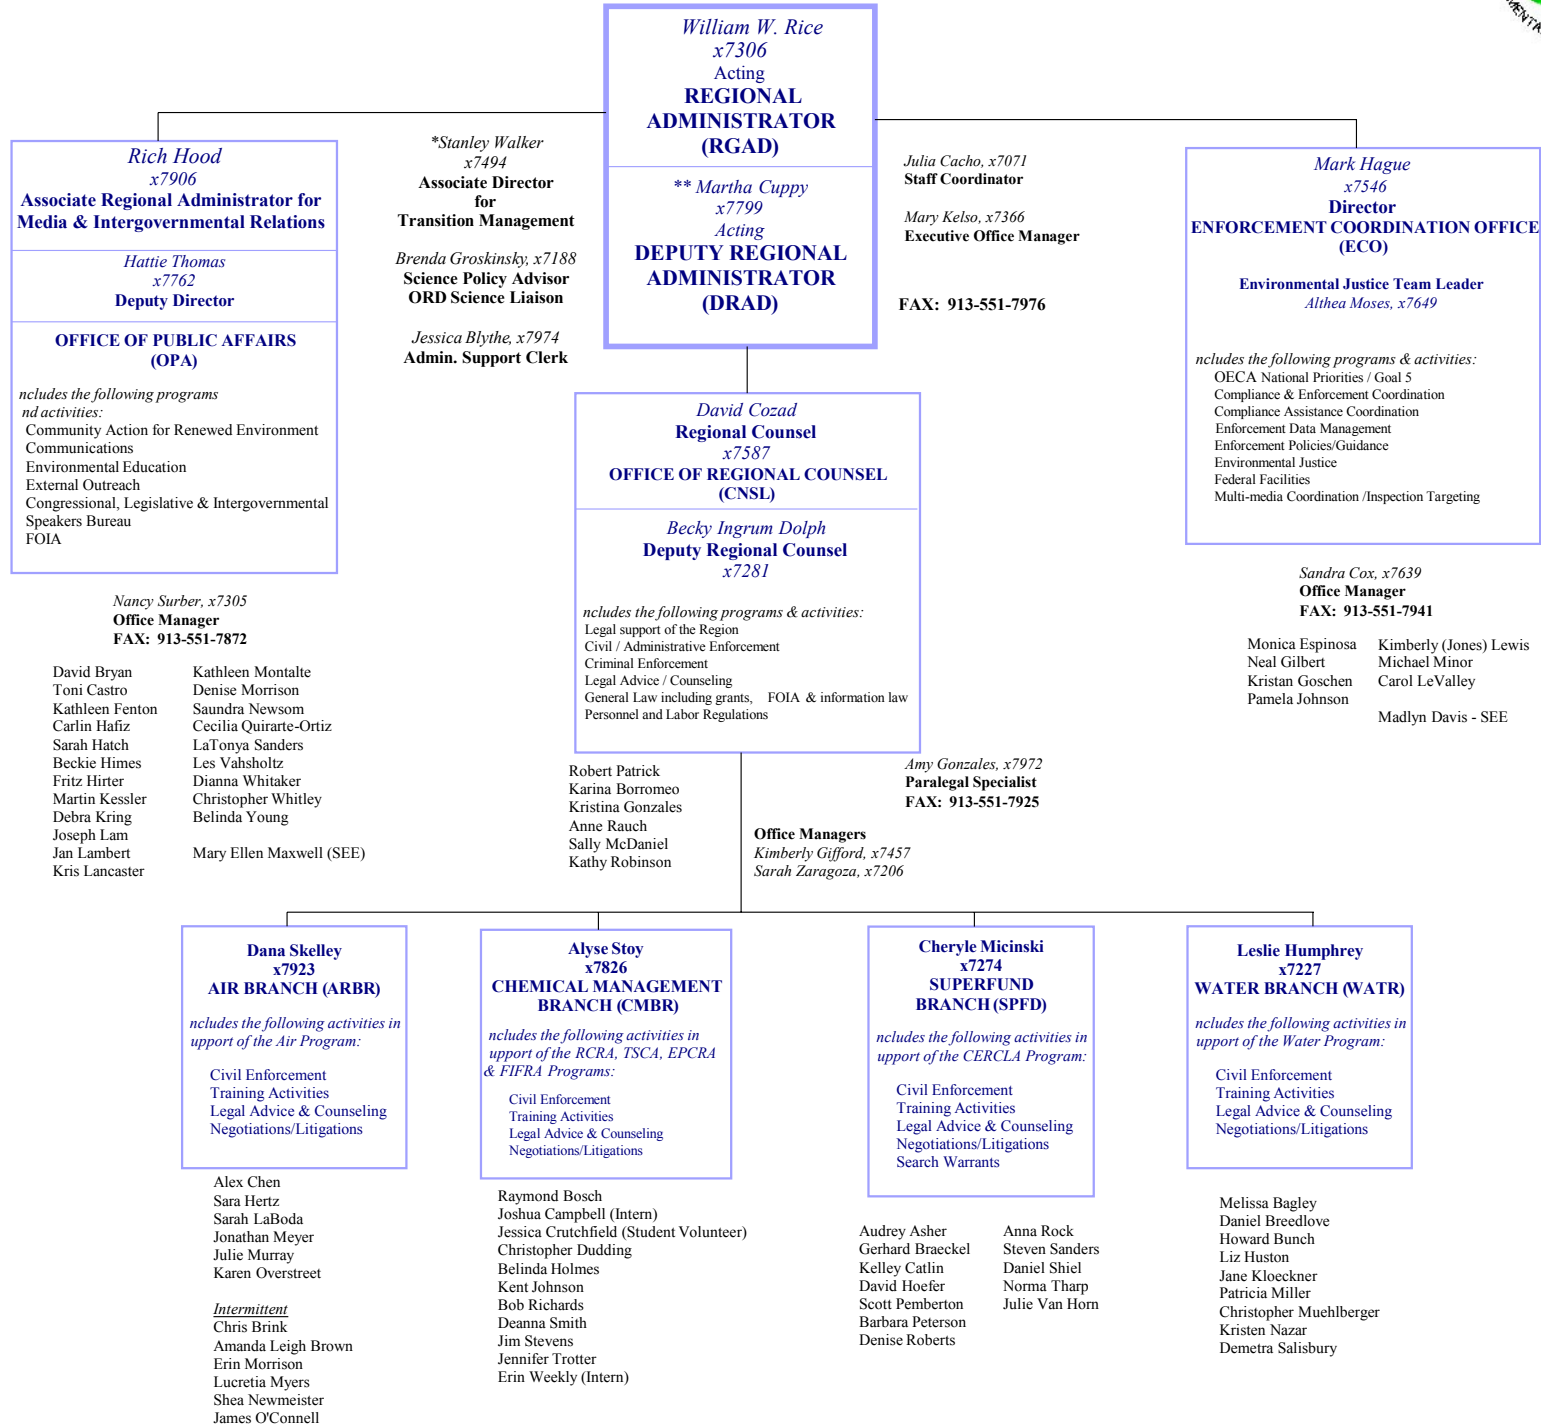 William W. Rice
x7306
Acting
REGIONAL
ADMINISTRATOR
(RGAD)
** Martha Cuppy
x7799
Acting
DEPUTY REGIONAL
ADMINISTRATOR
(DRAD)
Rich Hood
x7906
Associate Regional Administrator for
Media & Intergovernmental Relations
Hattie Thomas
x7762
Deputy Director
OFFICE OF PUBLIC AFFAIRS
(OPA)
ncludes the following programs
nd activities:
Community Action for Renewed Environment
Communications
Environmental Education
External Outreach
Congressional, Legislative & Intergovernmental
Speakers Bureau
FOIA
Nancy Surber, x7305
Office Manager
FAX: 913-551-7872
David Bryan
Toni Castro
Kathleen Fenton
Carlin Hafiz
Sarah Hatch
Beckie Himes
Fritz Hirter
Martin Kessler
Debra Kring
Joseph Lam
Jan Lambert
Kris Lancaster
Kathleen Montalte
Denise Morrison
Saundra Newsom
Cecilia Quirarte-Ortiz
LaTonya Sanders
Les Vahsholtz
Dianna Whitaker
Christopher Whitley
Belinda Young
Mary Ellen Maxwell (SEE)
*Stanley Walker
x7494
Associate Director
for
Transition Management
Brenda Groskinsky, x7188
Science Policy Advisor
ORD Science Liaison
Jessica Blythe, x7974
Admin. Support Clerk
Julia Cacho, x7071
Staff Coordinator
Mary Kelso, x7366
Executive Office Manager
FAX: 913-551-7976
Mark Hague
x7546
Director
ENFORCEMENT COORDINATION OFFICE
(ECO)
Environmental Justice Team Leader
Althea Moses, x7649
ncludes the following programs & activities:
OECA National Priorities / Goal 5
Compliance & Enforcement Coordination
Compliance Assistance Coordination
Enforcement Data Management
Enforcement Policies/Guidance
Environmental Justice
Federal Facilities
Multi-media Coordination /Inspection Targeting
Sandra Cox, x7639
Office Manager
FAX: 913-551-7941
Monica Espinosa
Neal Gilbert
Kristan Goschen
Pamela Johnson
Kimberly (Jones) Lewis
Michael Minor
Carol LeValley
Madlyn Davis - SEE
David Cozad
Regional Counsel
x7587
OFFICE OF REGIONAL COUNSEL
(CNSL)
Becky Ingrum Dolph
Deputy Regional Counsel
x7281
ncludes the following programs & activities:
Legal support of the Region
Civil / Administrative Enforcement
Criminal Enforcement
Legal Advice / Counseling
General Law including grants, FOIA & information law
Personnel and Labor Regulations
Robert Patrick
Karina Borromeo
Kristina Gonzales
Anne Rauch
Sally McDaniel
Kathy Robinson
Amy Gonzales, x7972
Paralegal Specialist
FAX: 913-551-7925
Office Managers
Kimberly Gifford, x7457
Sarah Zaragoza, x7206
Dana Skelley
x7923
AIR BRANCH (ARBR)
ncludes the following activities in
upport of the Air Program:
Civil Enforcement
Training Activities
Legal Advice & Counseling
Negotiations/Litigations
Alex Chen
Sara Hertz
Sarah LaBoda
Jonathan Meyer
Julie Murray
Karen Overstreet
Intermittent
Chris Brink
Amanda Leigh Brown
Erin Morrison
Lucretia Myers
Shea Newmeister
James O'Connell
Alyse Stoy
x7826
CHEMICAL MANAGEMENT
BRANCH (CMBR)
ncludes the following activities in
upport of the RCRA, TSCA, EPCRA
& FIFRA Programs:
Civil Enforcement
Training Activities
Legal Advice & Counseling
Negotiations/Litigations
Raymond Bosch
Joshua Campbell (Intern)
Jessica Crutchfield (Student Volunteer)
Christopher Dudding
Belinda Holmes
Kent Johnson
Bob Richards
Deanna Smith
Jim Stevens
Jennifer Trotter
Erin Weekly (Intern)
Cheryle Micinski
x7274
SUPERFUND
BRANCH (SPFD)
ncludes the following activities in
upport of the CERCLA Program:
Civil Enforcement
Training Activities
Legal Advice & Counseling
Negotiations/Litigations
Search Warrants
Audrey Asher
Gerhard Braeckel
Kelley Catlin
David Hoefer
Scott Pemberton
Barbara Peterson
Denise Roberts
Anna Rock
Steven Sanders
Daniel Shiel
Norma Tharp
Julie Van Horn
Leslie Humphrey
x7227
WATER BRANCH (WATR)
ncludes the following activities in
upport of the Water Program:
Civil Enforcement
Training Activities
Legal Advice & Counseling
Negotiations/Litigations
Melissa Bagley
Daniel Breedlove
Howard Bunch
Liz Huston
Jane Kloeckner
Patricia Miller
Christopher Muehlberger
Kristen Nazar
Demetra Salisbury